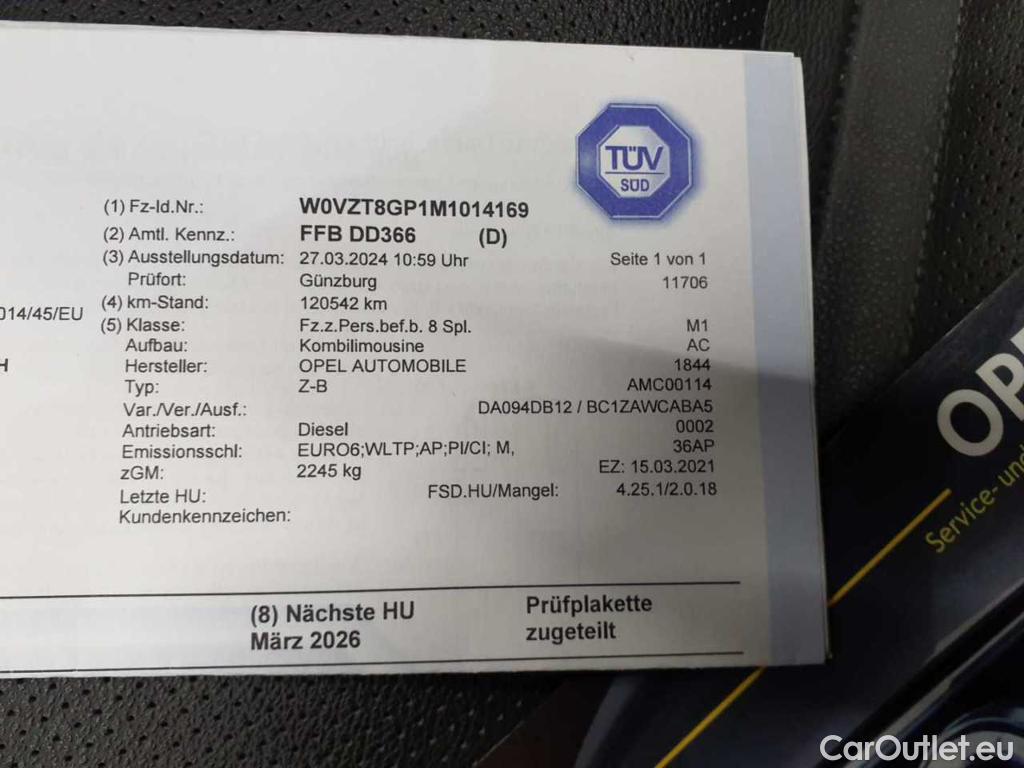 TÜV
SÜD
(1) Fz-Id.Nr.: W0VZT8GP1M1014169
(2) Amtl. Kennz.: FFB DD366 (D)
(3) Ausstellungsdatum: 27.03.2024 10:59 Uhr Seite 1 von 1
Prüfort: Günzburg 11706
(4) km-Stand: 120542 km
014/45/EU
(5) Klasse: Fz.z.Pers.bef.b. 8 Spl. M1
Aufbau: Kombilimousine AC
H
Hersteller: OPEL AUTOMOBILE 1844
Typ: Z-B AMC00114
Var./Ver./Ausf.: DA094DB12 / BC1ZAWCABA5
Antriebsart: Diesel 0002
Emissionsschl: EURO6;WLTP;AP;PI/CI; M, 36AP
zGM: 2245 kg EZ: 15.03.2021
Letzte HU: FSD.HU/Mangel: 4.25.1/2.0.18
Kundenkennzeichen:
(8) Nächste HU Prüfplakette
März 2026 zugeteilt
OPE
Service- und
CarOutlet.eu